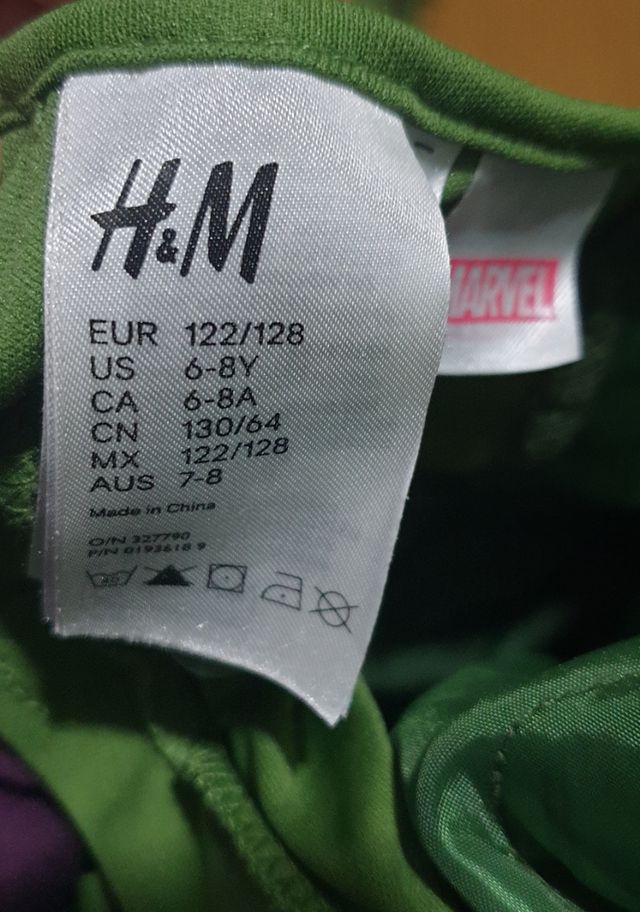 H&M
MARVEL
EUR 122/128
US 6-8Y
CA 6-8A
CN 130/64
MX 122/128
AUS 7-8
Made in China
O/N 327790
P/N 0193618 9